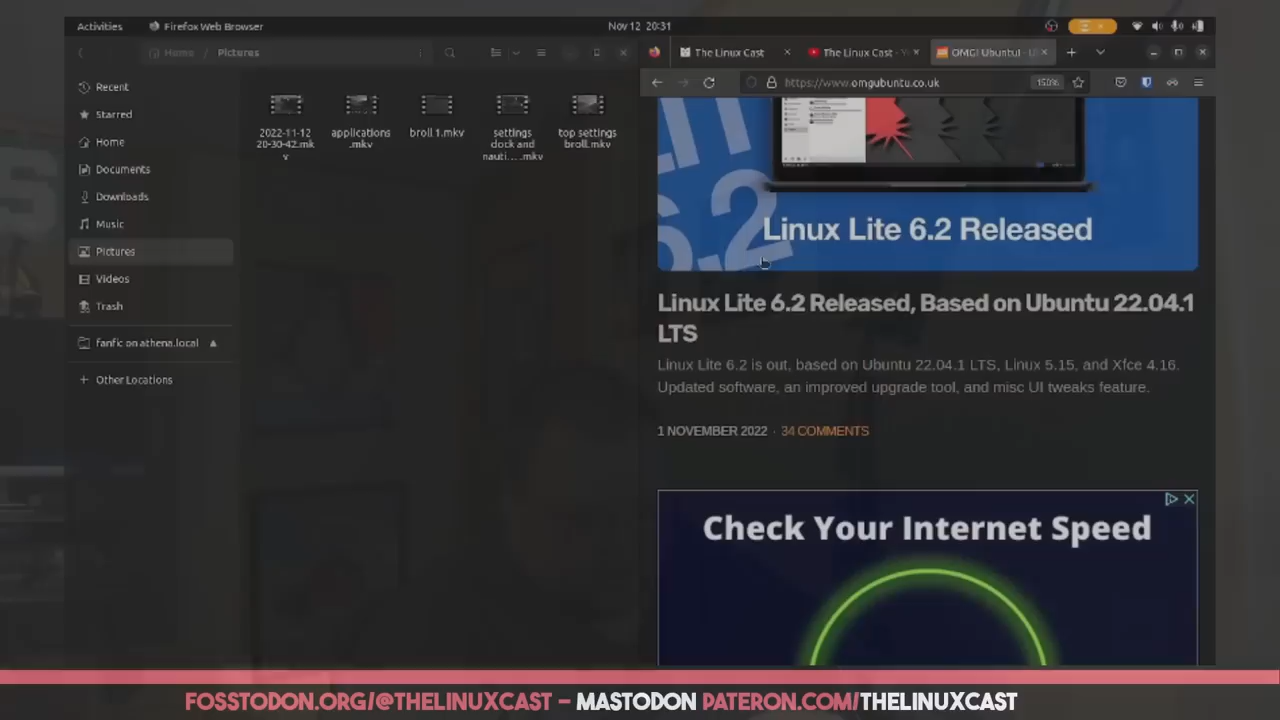 Activities
Firefox Web Browser
Nov 12 20:31
Home / Pictures
The Linux Cast
The Linux Cast -
OMG! Ubuntu! - U
https://www.omgubuntu.co.uk
150%
Recent
Starred
Home
Documents
Downloads
Music
Pictures
Videos
Trash
fanfic on athena.local
Other Locations
2022-11-12
20-30-42.mk
v
applications
.mkv
broll 1.mkv
settings
dock and
nauti....mkv
top settings
broll.mkv
6.2
Linux Lite 6.2 Released
Linux Lite 6.2 Released, Based on Ubuntu 22.04.1
LTS
Linux Lite 6.2 is out, based on Ubuntu 22.04.1 LTS, Linux 5.15, and Xfce 4.16.
Updated software, an improved upgrade tool, and misc UI tweaks feature.
1 NOVEMBER 2022 · 34 COMMENTS
Check Your Internet Speed
FOSSTODON.ORG/@THELINUXCAST – MASTODON PATERON.COM/THELINUXCAST